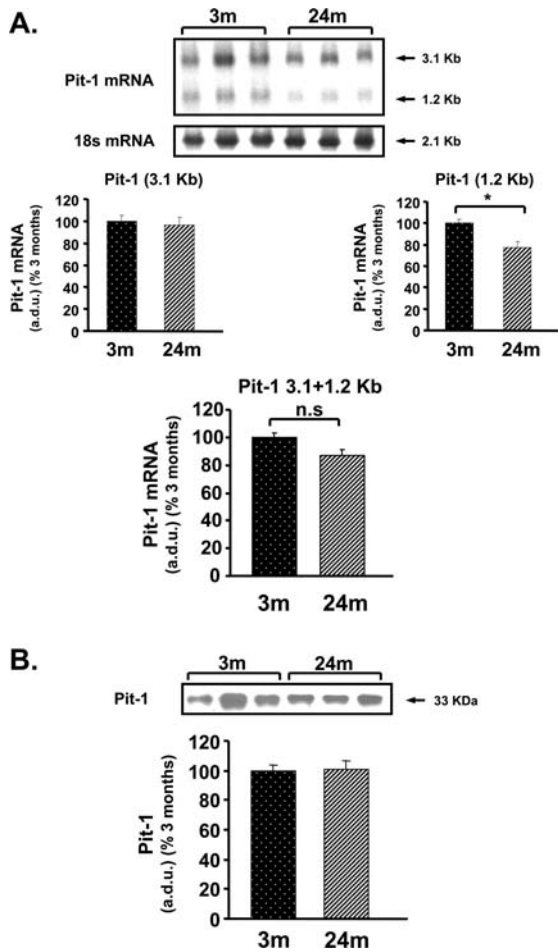 A.
3m 24m
Pit-1 mRNA
3.1 Kb
1.2 Kb
18s mRNA
2.1 Kb
Pit-1 (3.1 Kb)
Pit-1 mRNA
(a.d.u.) (% 3 months)
120
100
80
60
40
20
0
3m 24m
Pit-1 (1.2 Kb)
*
Pit-1 mRNA
(a.d.u.) (% 3 months)
120
100
80
60
40
20
0
3m 24m
Pit-1 3.1+1.2 Kb
n.s
Pit-1 mRNA
(a.d.u.) (% 3 months)
120
100
80
60
40
20
0
3m 24m
B.
3m 24m
Pit-1
33 KDa
Pit-1
(a.d.u.) (% 3 months)
120
100
80
60
40
20
0
3m 24m